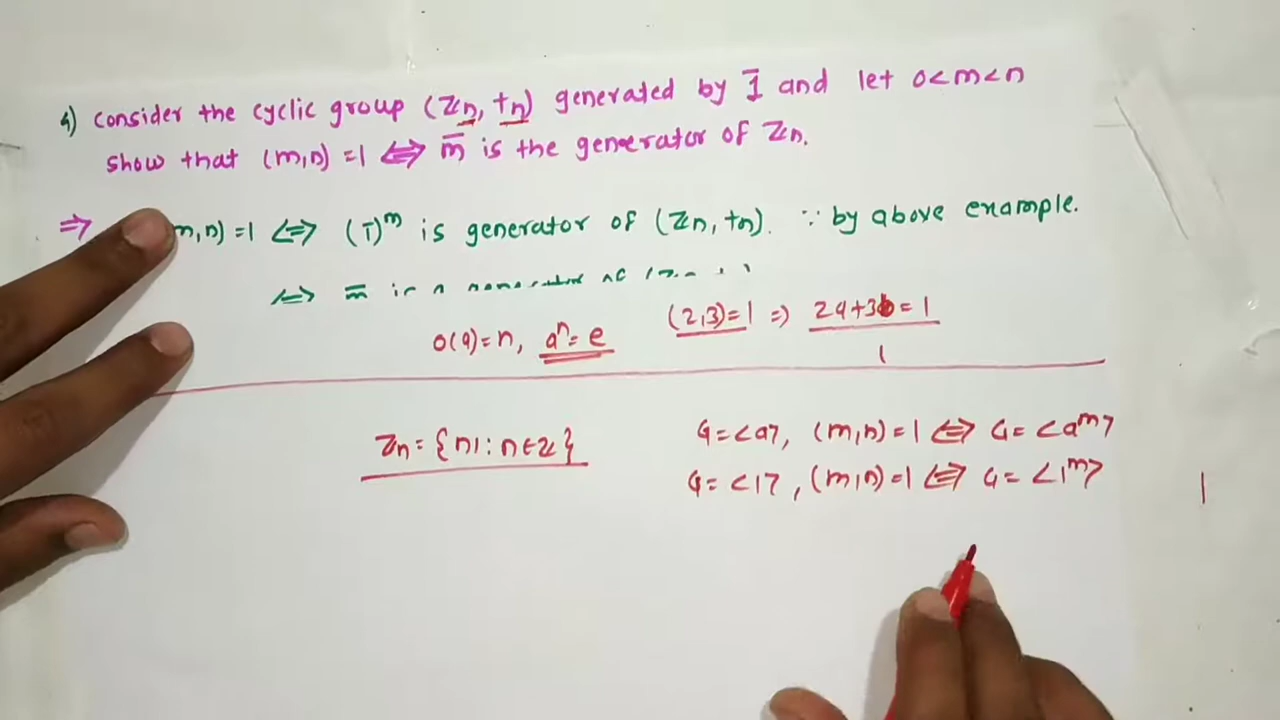 4) Consider the cyclic group (Zn, +n) generated by 1̄ and let 0<m<n
show that (m,n)=1 ⇔ m̄ is the generator of Zn.
⇒ m,n)=1 ⇔ (1̄)^m is generator of (Zn, +n). ∵ by above example.
⇔ m̄ is a
o(a)=n, a^n=e (2,3)=1 ⇒ 2a+3b=1
1
Zn={n1:n∈Z} G=<a>, (m,n)=1 ⇔ G=<a^m>
G=<1>, (m,n)=1 ⇔ G=<1^m> 1